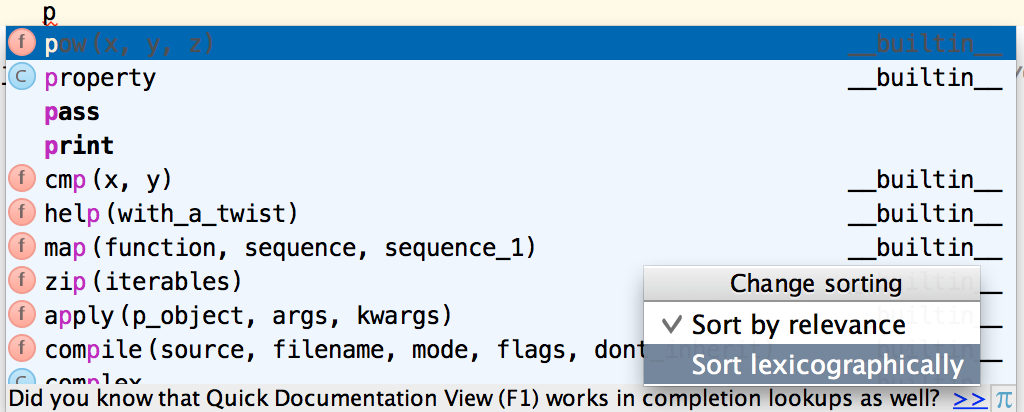 p
f pow(x, y, z) __builtin__
C property __builtin__
pass
print
f cmp(x, y) __builtin__
f help(with_a_twist) __builtin__
f map(function, sequence, sequence_1) __builtin__
f zip(iterables)
Change sorting
f apply(p_object, args, kwargs)
✓ Sort by relevance
f compile(source, filename, mode, flags, dont_inherit)
Sort lexicographically
C complex
Did you know that Quick Documentation View (F1) works in completion lookups as well? >> π